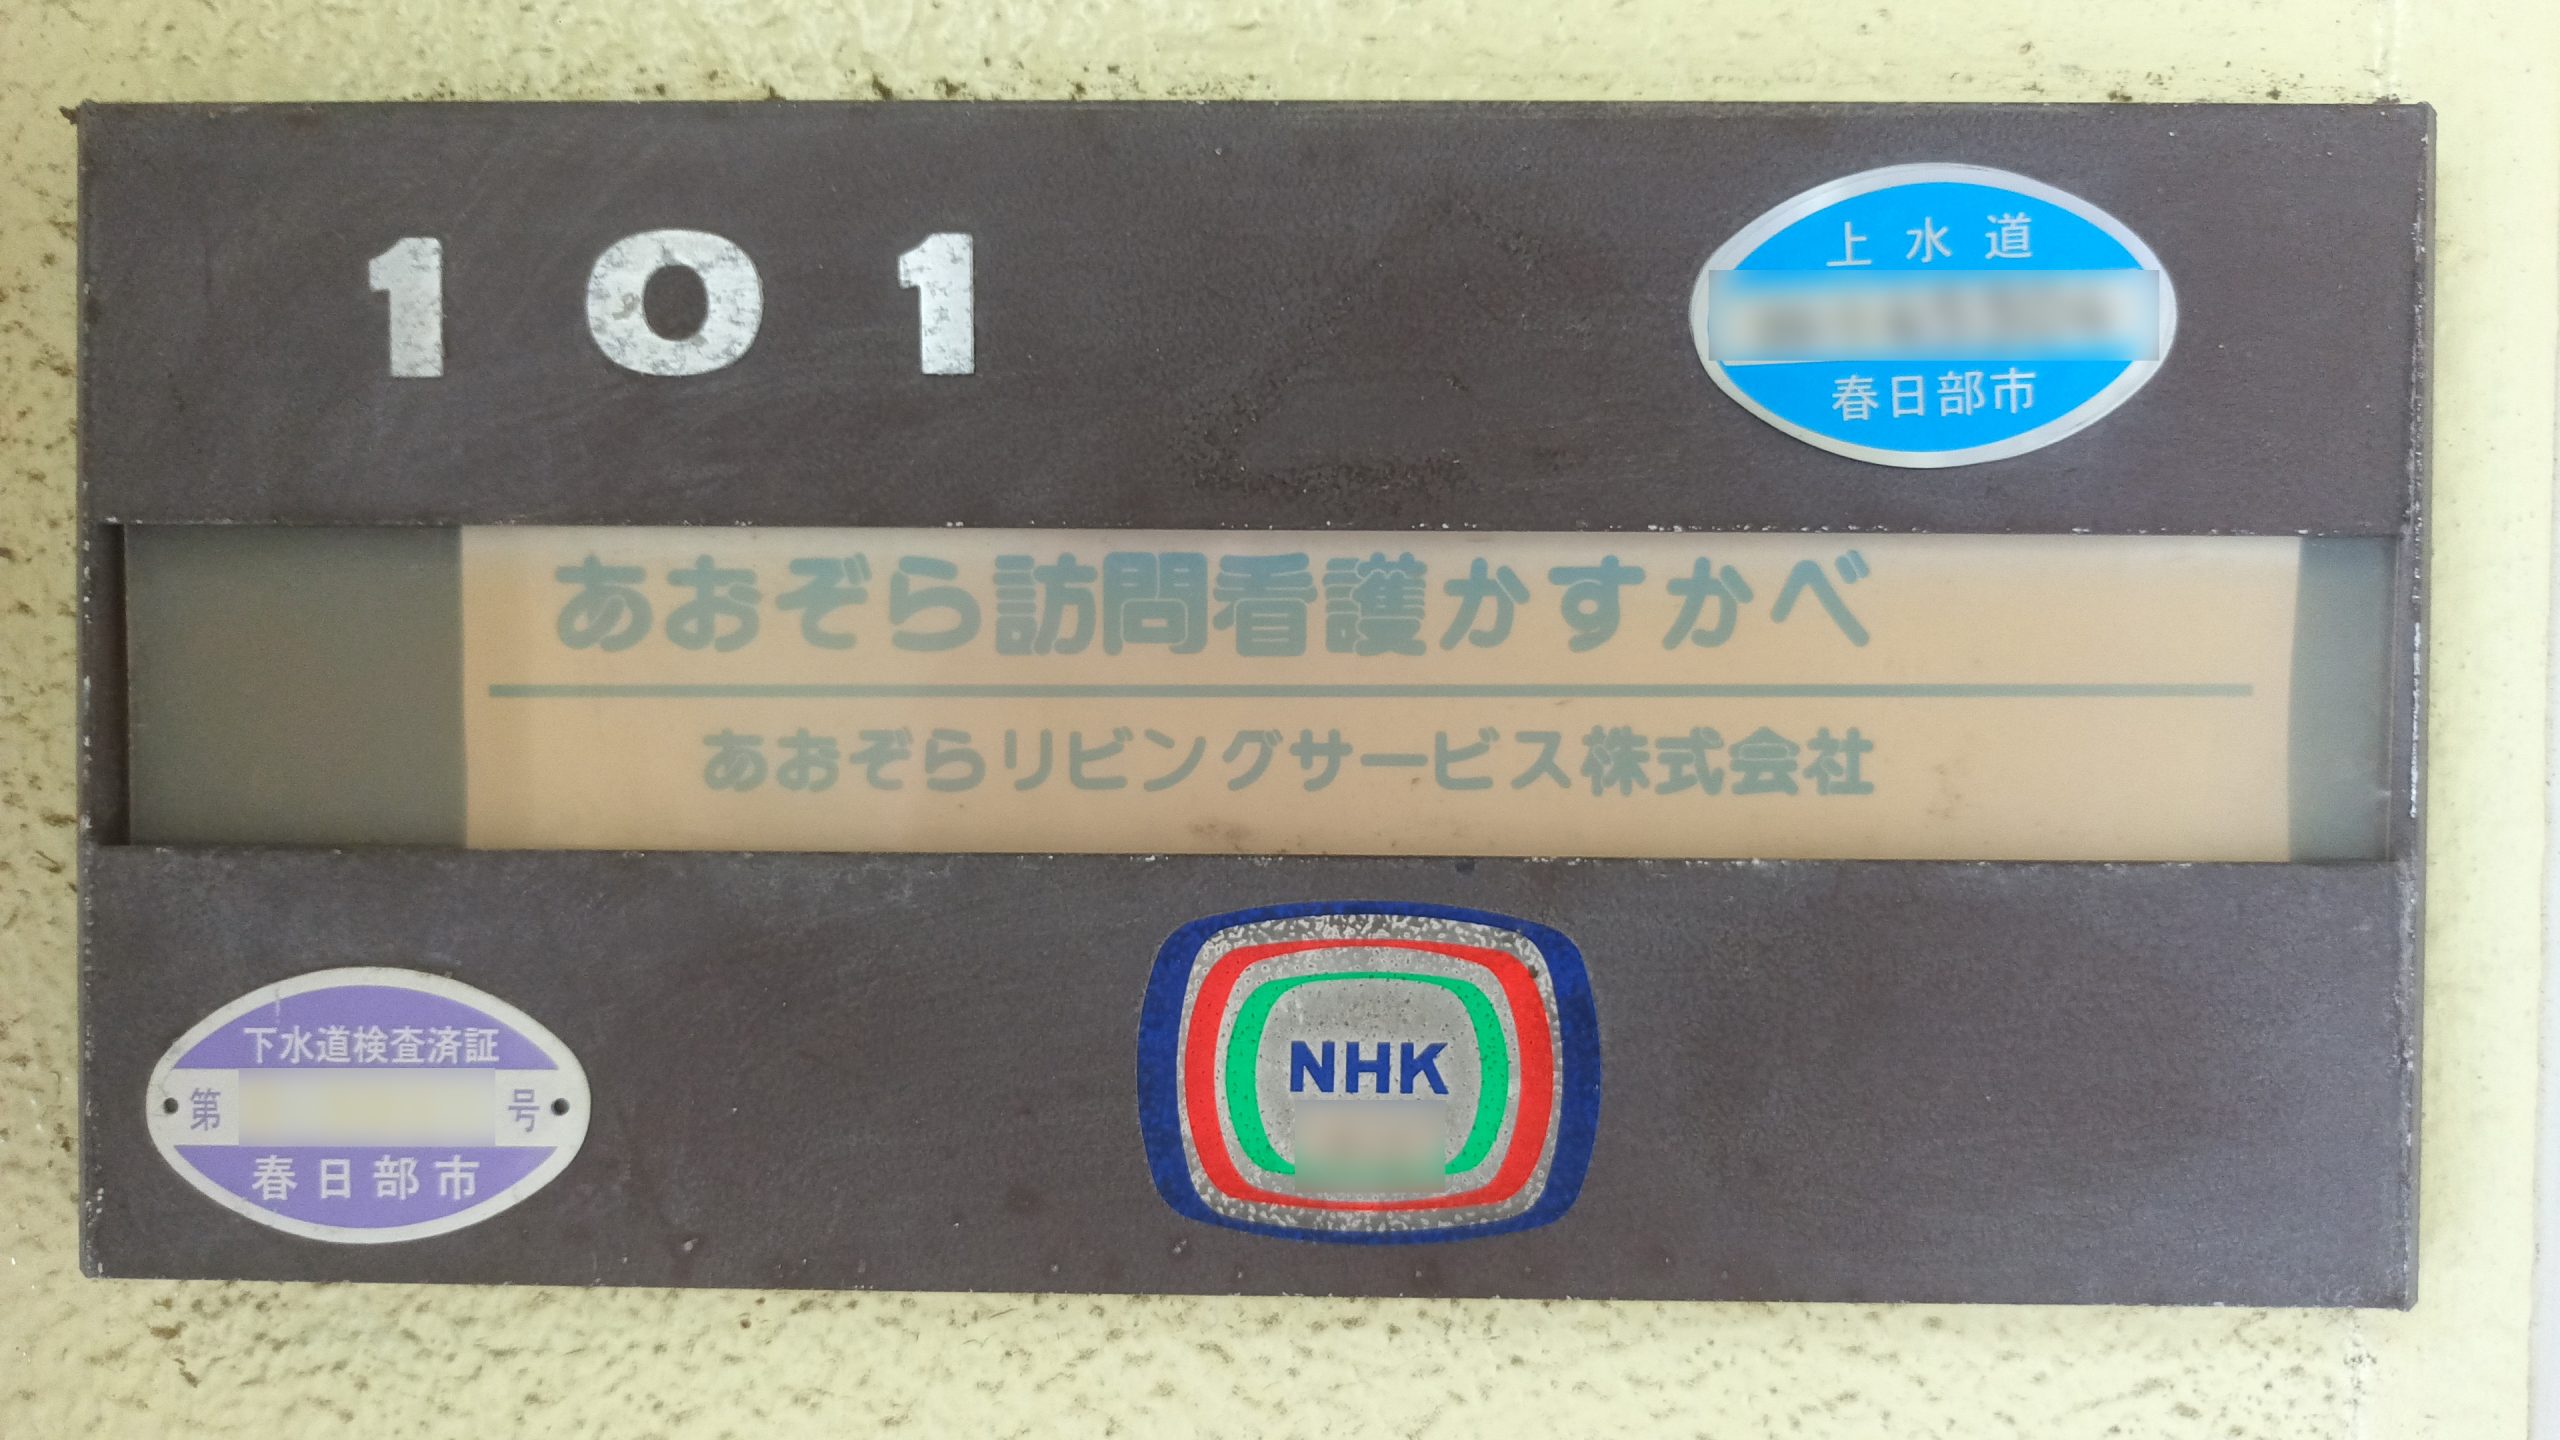 101
上水道
春日部市
あおぞら訪問看護かすかべ
あおぞらリビングサービス株式会社
NHK
下水道検査済証
第 号
春日部市